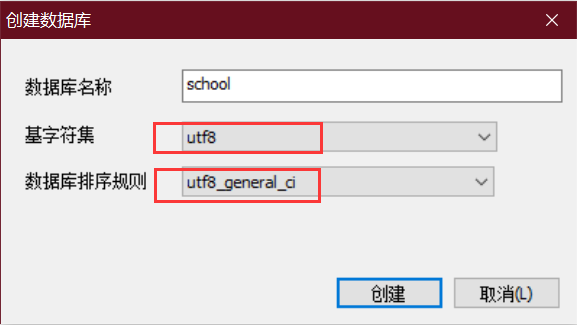 创建数据库
数据库名称 school
基字符集 utf8
数据库排序规则 utf8_general_ci
创建 取消(L)